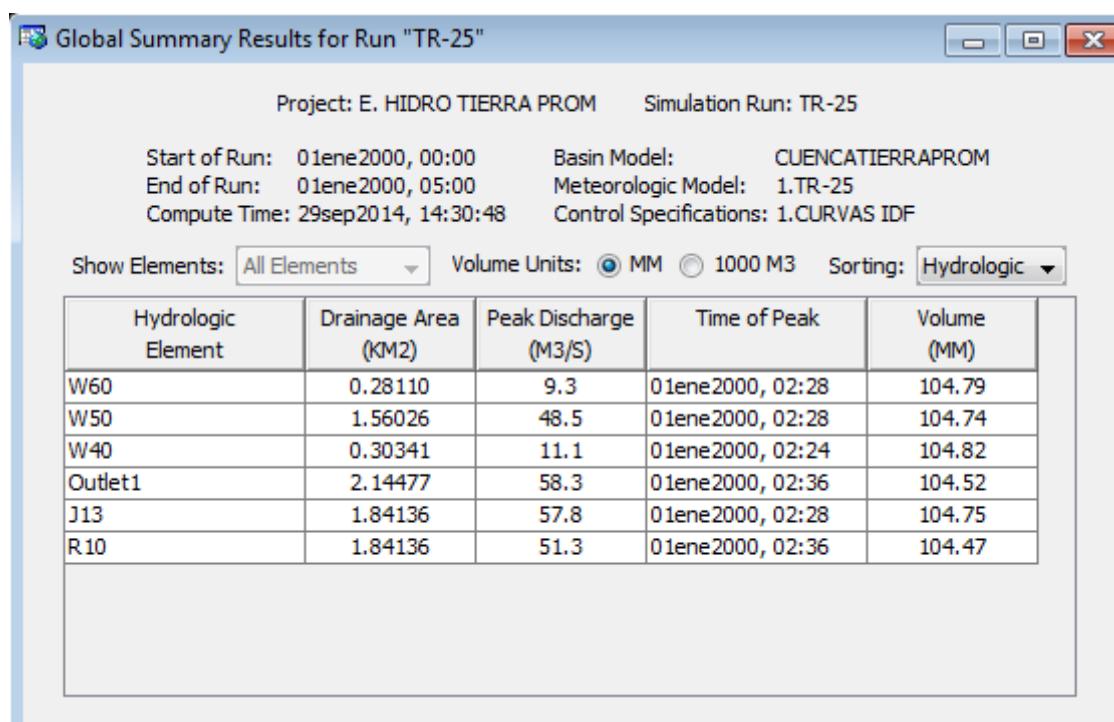 Global Summary Results for Run "TR-25"
Project: E. HIDRO TIERRA PROM Simulation Run: TR-25
Start of Run: 01ene2000, 00:00 Basin Model: CUENCATIERRAPROM
End of Run: 01ene2000, 05:00 Meteorologic Model: 1.TR-25
Compute Time: 29sep2014, 14:30:48 Control Specifications: 1.CURVAS IDF
Show Elements: All Elements Volume Units: MM 1000 M3 Sorting: Hydrologic
Hydrologic Drainage Area Peak Discharge Time of Peak Volume
Element (KM2) (M3/S) (MM)
W60 0.28110 9.3 01ene2000, 02:28 104.79
W50 1.56026 48.5 01ene2000, 02:28 104.74
W40 0.30341 11.1 01ene2000, 02:24 104.82
Outlet1 2.14477 58.3 01ene2000, 02:36 104.52
J13 1.84136 57.8 01ene2000, 02:28 104.75
R10 1.84136 51.3 01ene2000, 02:36 104.47